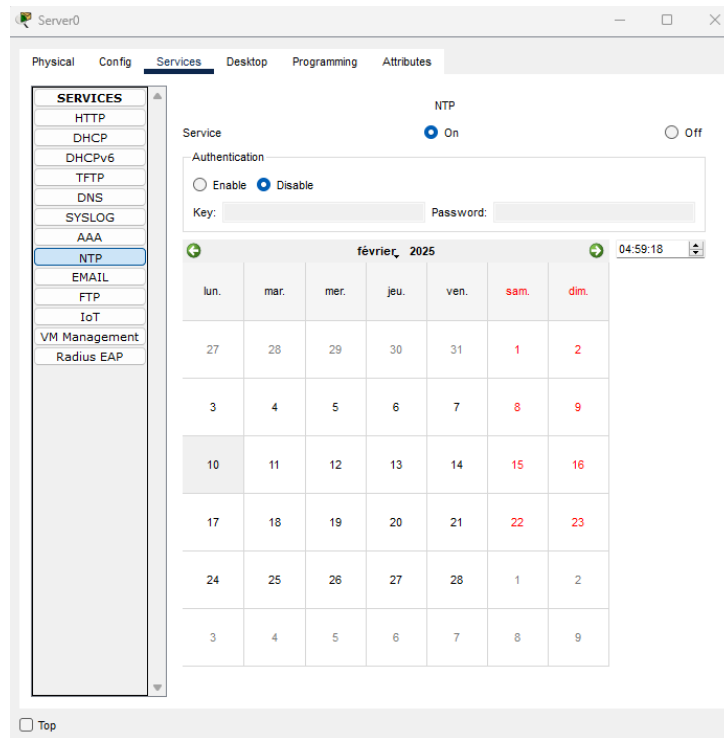 Server0
Physical Config Services Desktop Programming Attributes
SERVICES
HTTP
DHCP
DHCPv6
TFTP
DNS
SYSLOG
AAA
NTP
EMAIL
FTP
IoT
VM Management
Radius EAP
NTP
Service On Off
Authentication
Enable Disable
Key: Password:
février, 2025 04:59:18
lun. mar. mer. jeu. ven. sam. dim.
27 28 29 30 31 1 2
3 4 5 6 7 8 9
10 11 12 13 14 15 16
17 18 19 20 21 22 23
24 25 26 27 28 1 2
3 4 5 6 7 8 9
Top